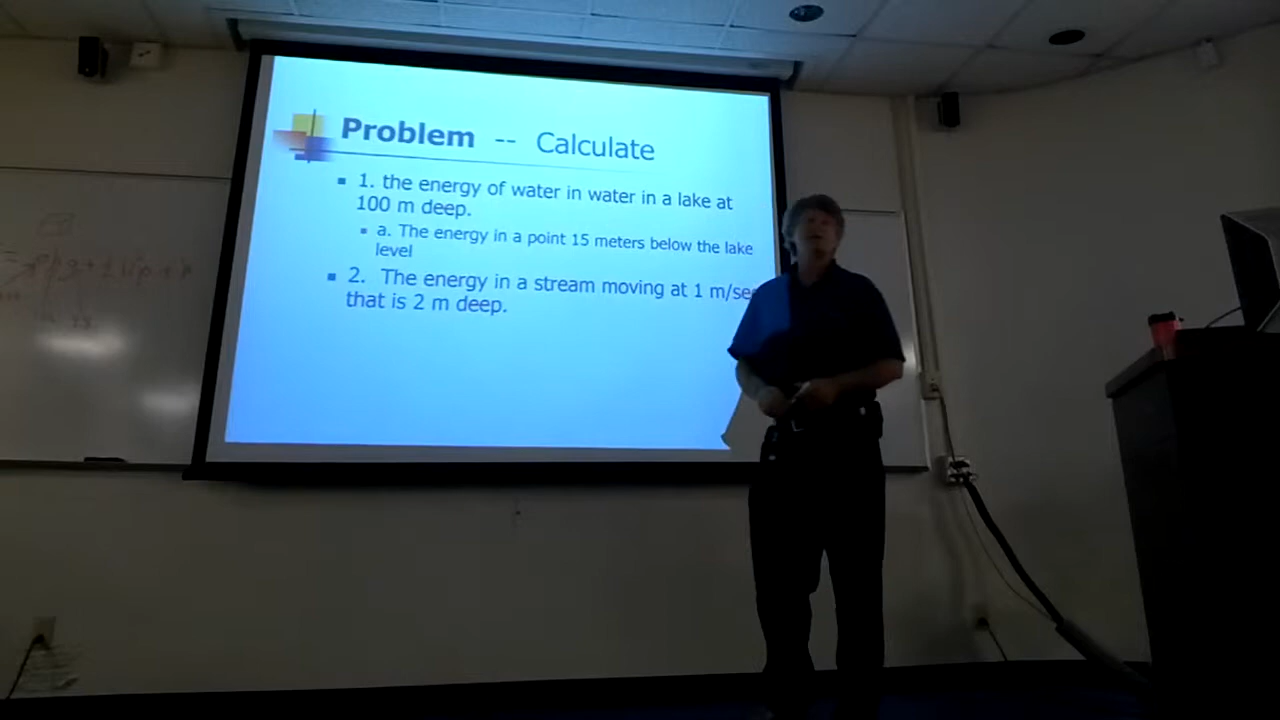 Problem -- Calculate
1. the energy of water in water in a lake at
100 m deep.
a. The energy in a point 15 meters below the lake
level
2. The energy in a stream moving at 1 m/sec
that is 2 m deep.